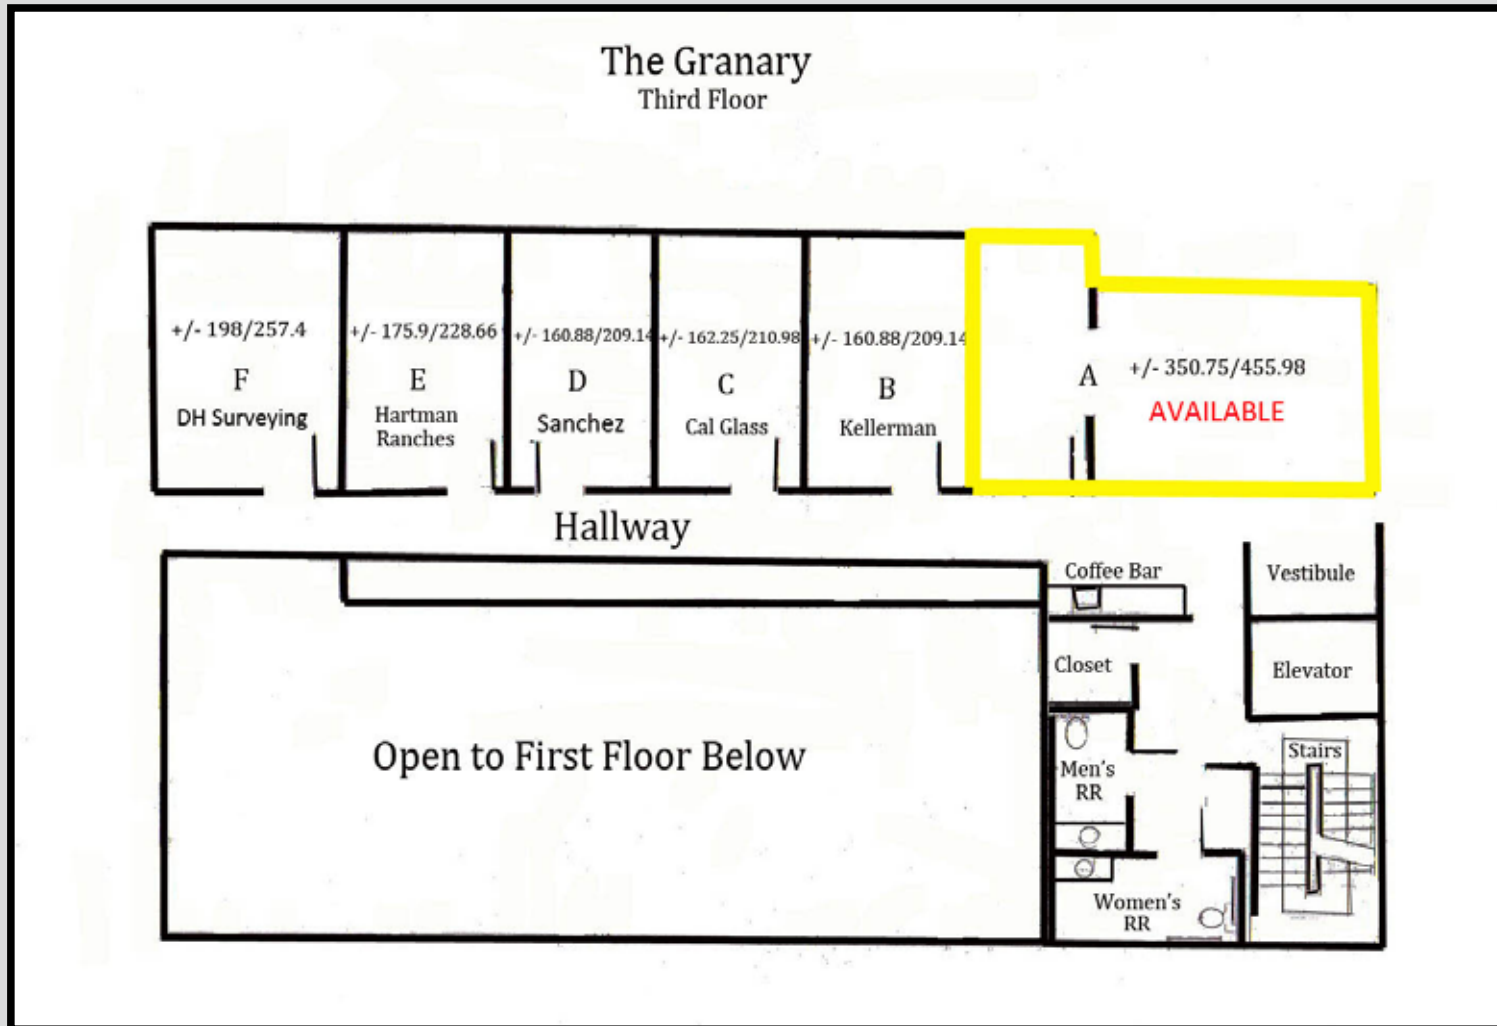 The Granary
Third Floor
+/- 198/257.4
F
DH Surveying
+/- 175.9/228.66
E
Hartman
Ranches
+/- 160.88/209.14
D
Sanchez
+/- 162.25/210.98
C
Cal Glass
+/- 160.88/209.14
B
Kellerman
A
+/- 350.75/455.98
AVAILABLE
Hallway
Coffee Bar
Vestibule
Closet
Elevator
Open to First Floor Below
Stairs
Men's
RR
Women's
RR